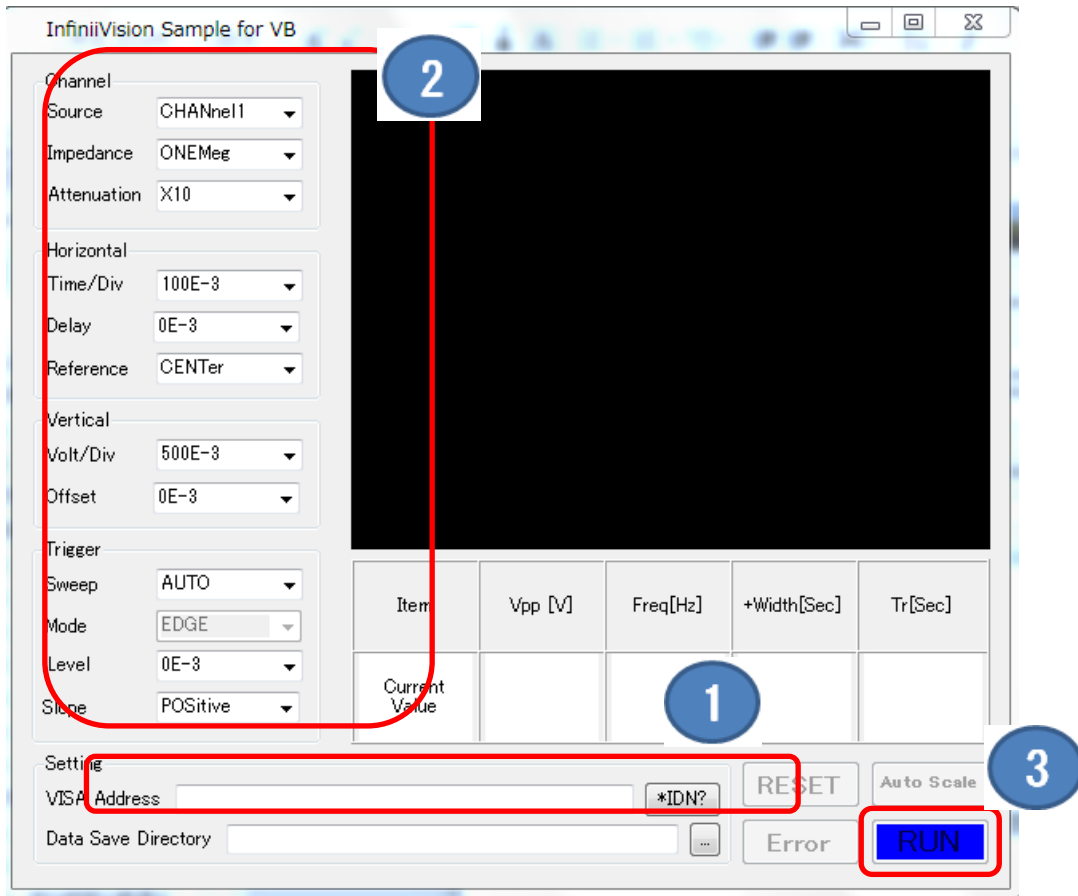 InfiniiVision Sample for VB
2
Channel
Source CHANnel1
Impedance ONEMeg
Attenuation X10
Horizontal
Time/Div 100E-3
Delay 0E-3
Reference CENTer
Vertical
Volt/Div 500E-3
Offset 0E-3
Trigger
Sweep AUTO
Mode EDGE
Level 0E-3
Slope POSitive
Item Vpp [V] Freq[Hz] +Width[Sec] Tr[Sec]
Current
Value
1
Setting
VISA Address *IDN?
RESET Auto Scale
3
Data Save Directory ...
Error RUN